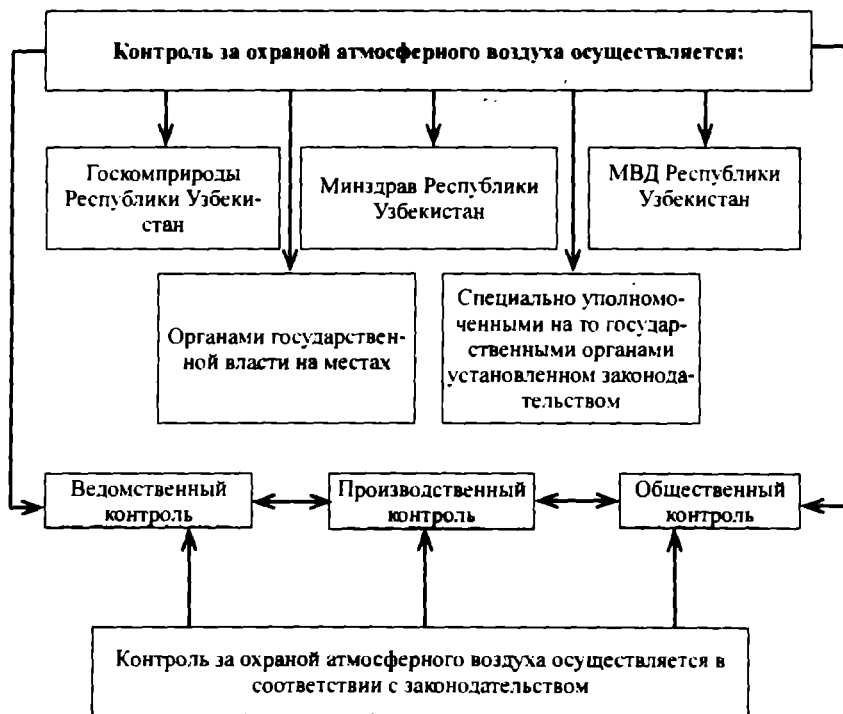 Контроль за охраной атмосферного воздуха осуществляется:
Госкомприроды
Республики Узбеки-
стан
Минздрав Республики
Узбекистан
МВД Республики
Узбекистан
Органами государствен-
ной власти на местах
Специально уполномо-
ченными на то государ-
ственными органами
установленном законода-
тельством
Ведомственный
контроль
Производственный
контроль
Общественный
контроль
Контроль за охраной атмосферного воздуха осуществляется в
соответствии с законодательством